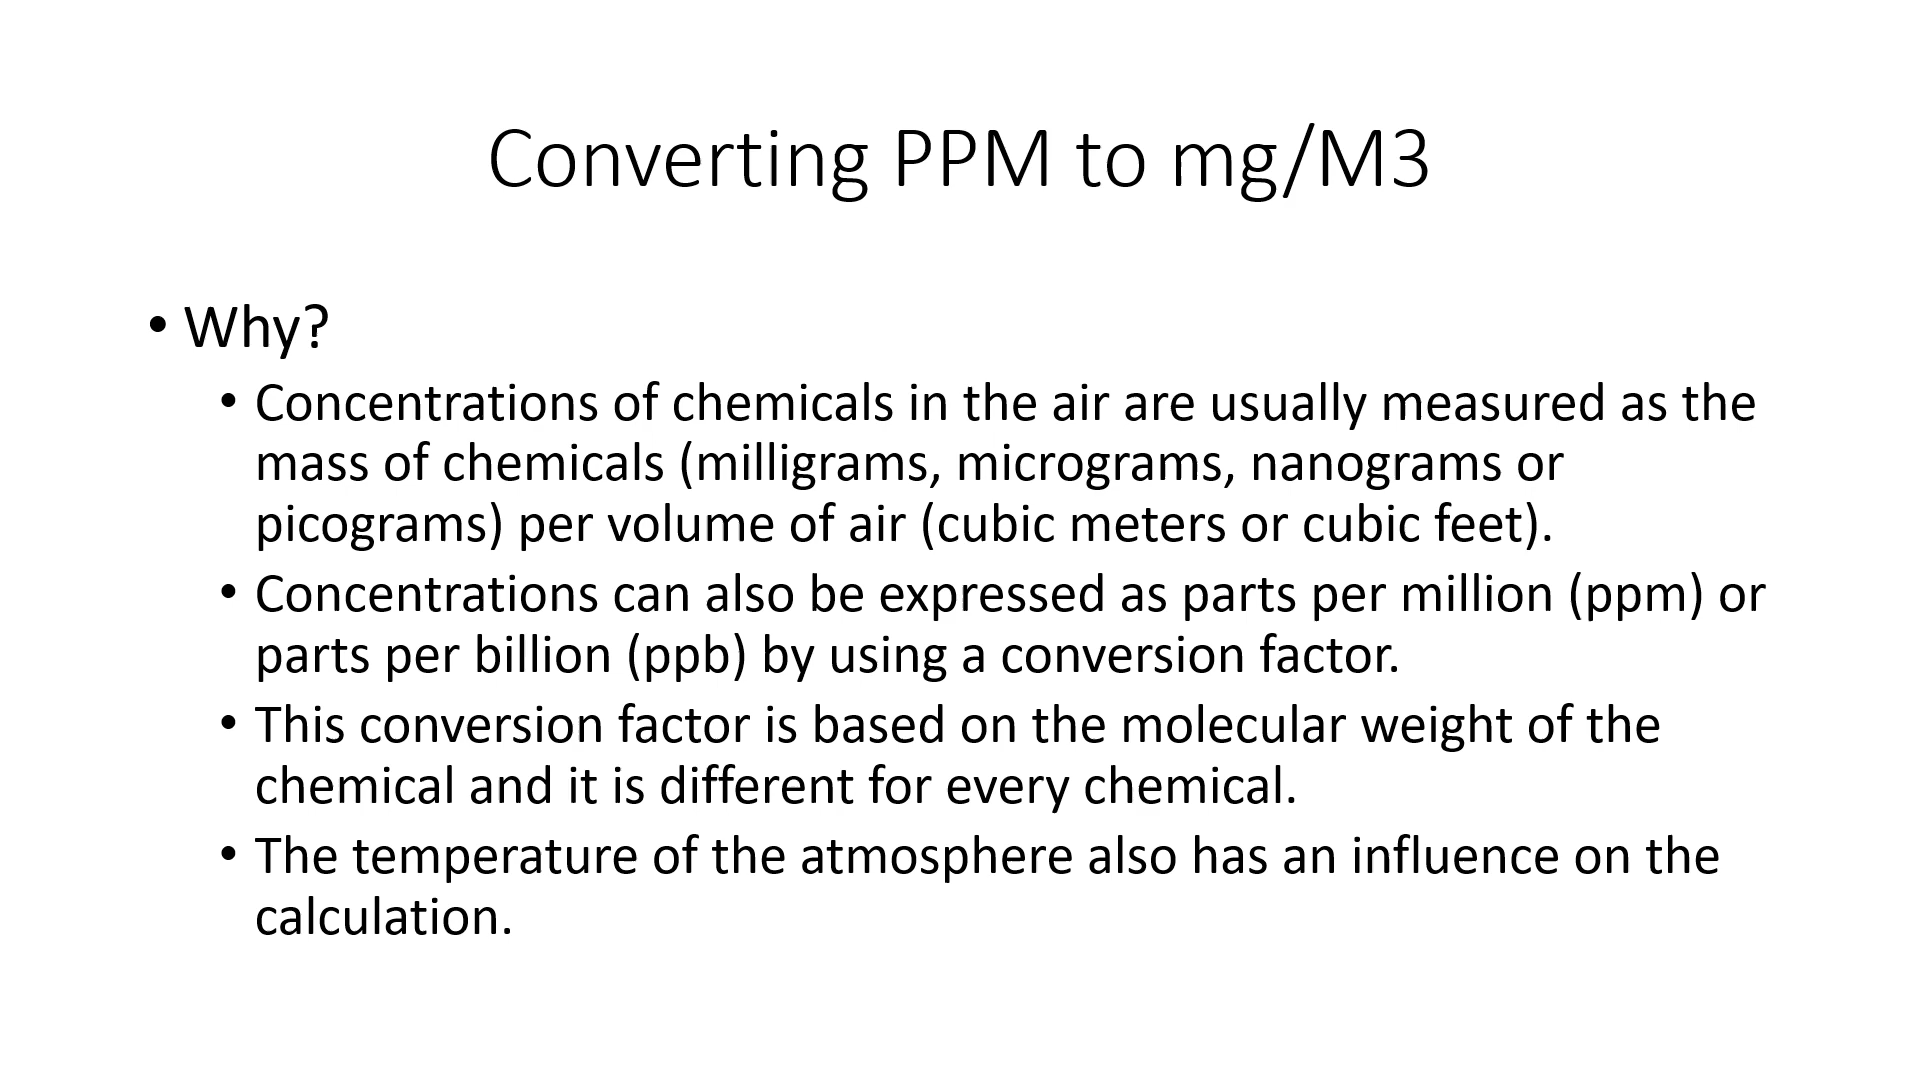 Converting PPM to mg/M3
• Why?
• Concentrations of chemicals in the air are usually measured as the
mass of chemicals (milligrams, micrograms, nanograms or
picograms) per volume of air (cubic meters or cubic feet).
• Concentrations can also be expressed as parts per million (ppm) or
parts per billion (ppb) by using a conversion factor.
• This conversion factor is based on the molecular weight of the
chemical and it is different for every chemical.
• The temperature of the atmosphere also has an influence on the
calculation.